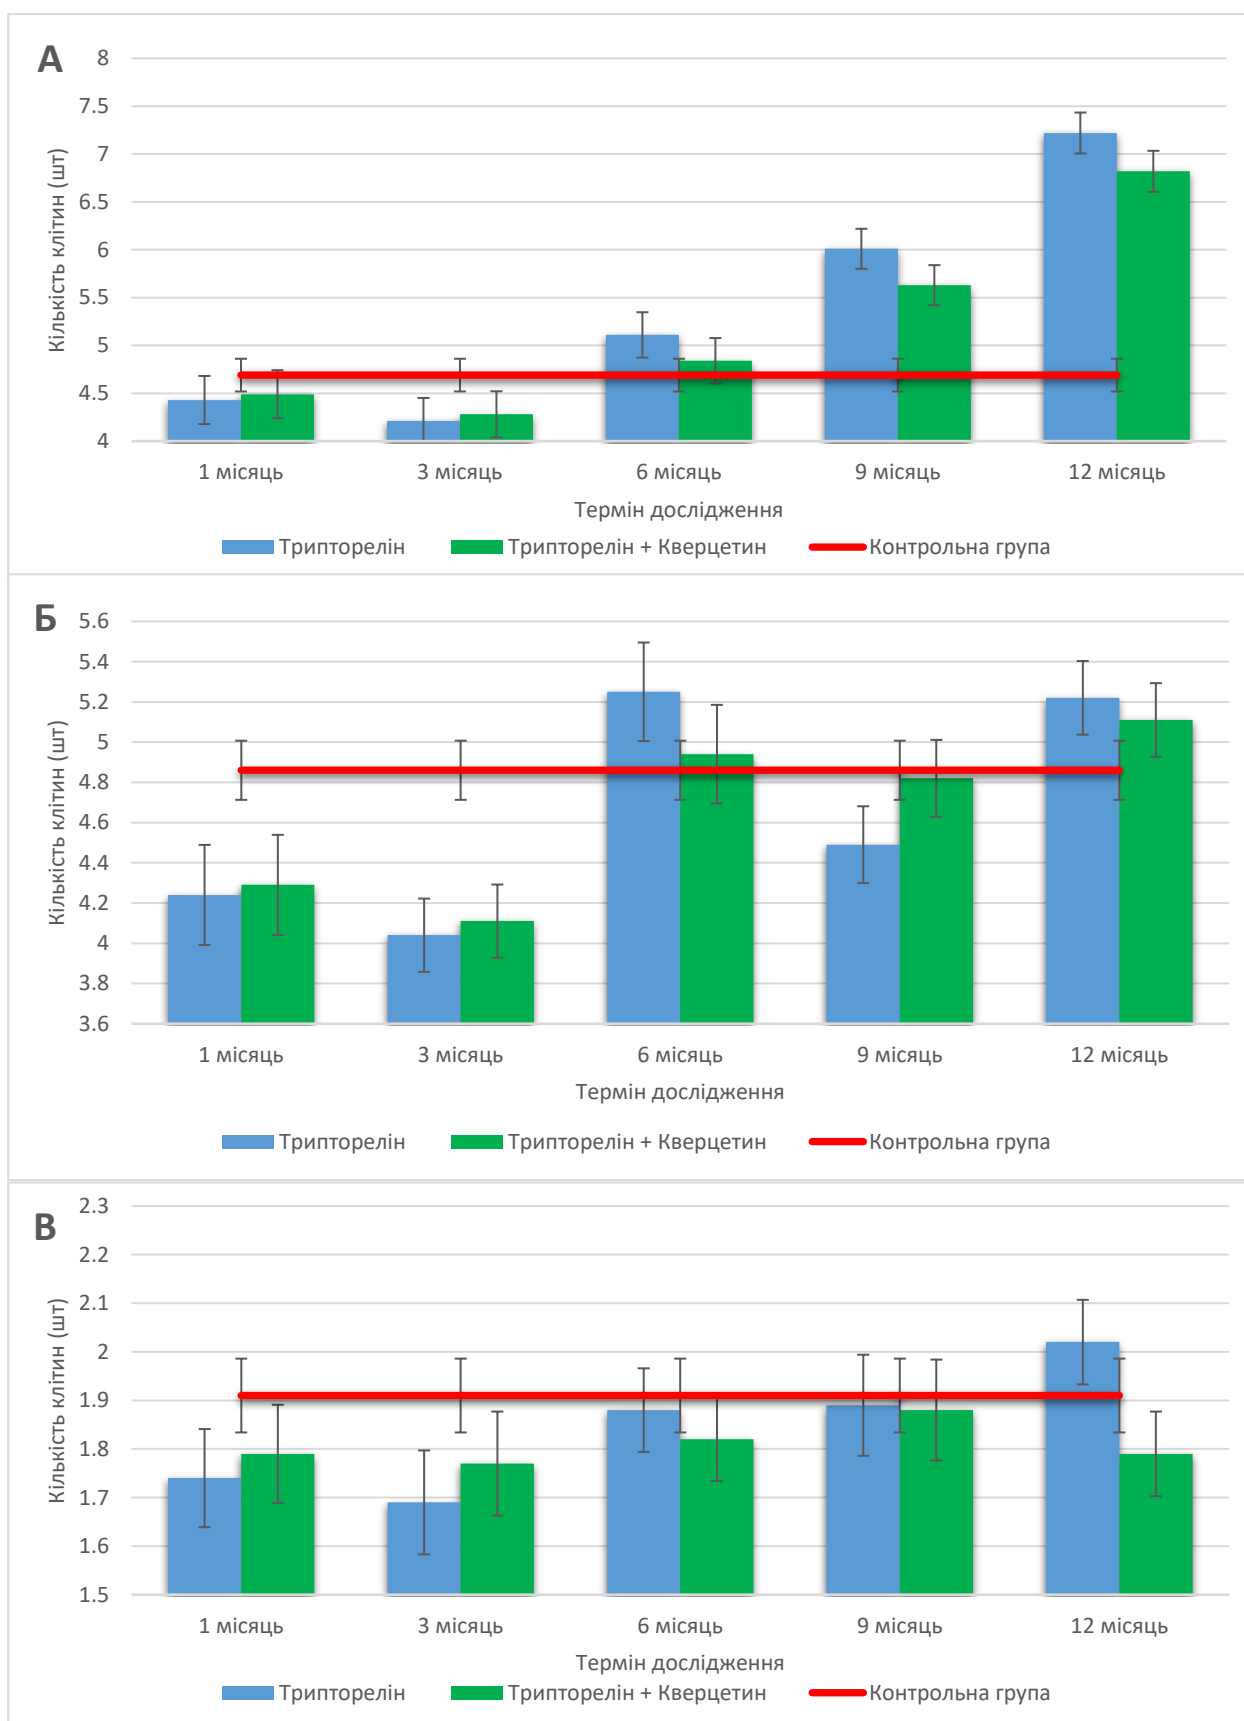 А
8
7.5
7
6.5
6
5.5
5
4.5
4
Кількість клітин (шт)
1 місяць 3 місяць 6 місяць 9 місяць 12 місяць
Термін дослідження
Трипторелін Трипторелін + Кверцетин Контрольна група
Б
5.6
5.4
5.2
5
4.8
4.6
4.4
4.2
4
3.8
3.6
Кількість клітин (шт)
1 місяць 3 місяць 6 місяць 9 місяць 12 місяць
Термін дослідження
Трипторелін Трипторелін + Кверцетин Контрольна група
В
2.3
2.2
2.1
2
1.9
1.8
1.7
1.6
1.5
Кількість клітин (шт)
1 місяць 3 місяць 6 місяць 9 місяць 12 місяць
Термін дослідження
Трипторелін Трипторелін + Кверцетин Контрольна група